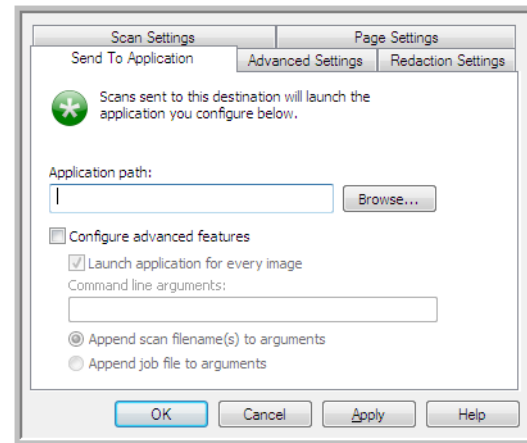 Scan Settings
Page Settings
Send To Application
Advanced Settings
Redaction Settings
Scans sent to this destination will launch the
application you configure below.
Application path:
Browse...
Configure advanced features
Launch application for every image
Command line arguments:
Append scan filename(s) to arguments
Append job file to arguments
OK
Cancel
Apply
Help